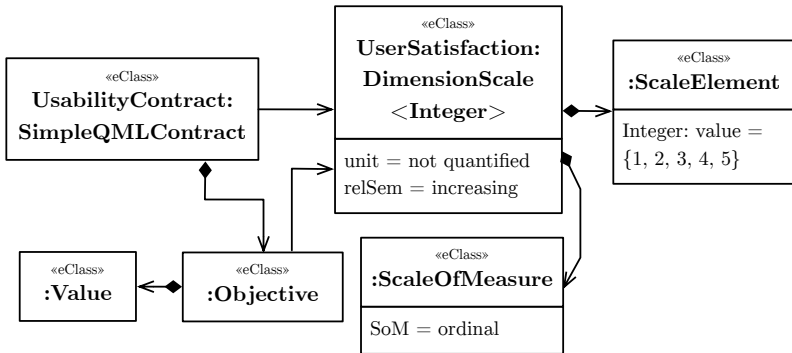 «eClass»
UsabilityContract:
SimpleQMLContract
«eClass»
UserSatisfaction:
DimensionScale
<Integer>
unit = not quantified
relSem = increasing
«eClass»
:ScaleElement
Integer: value =
{1, 2, 3, 4, 5}
«eClass»
:Value
«eClass»
:Objective
«eClass»
:ScaleOfMeasure
SoM = ordinal